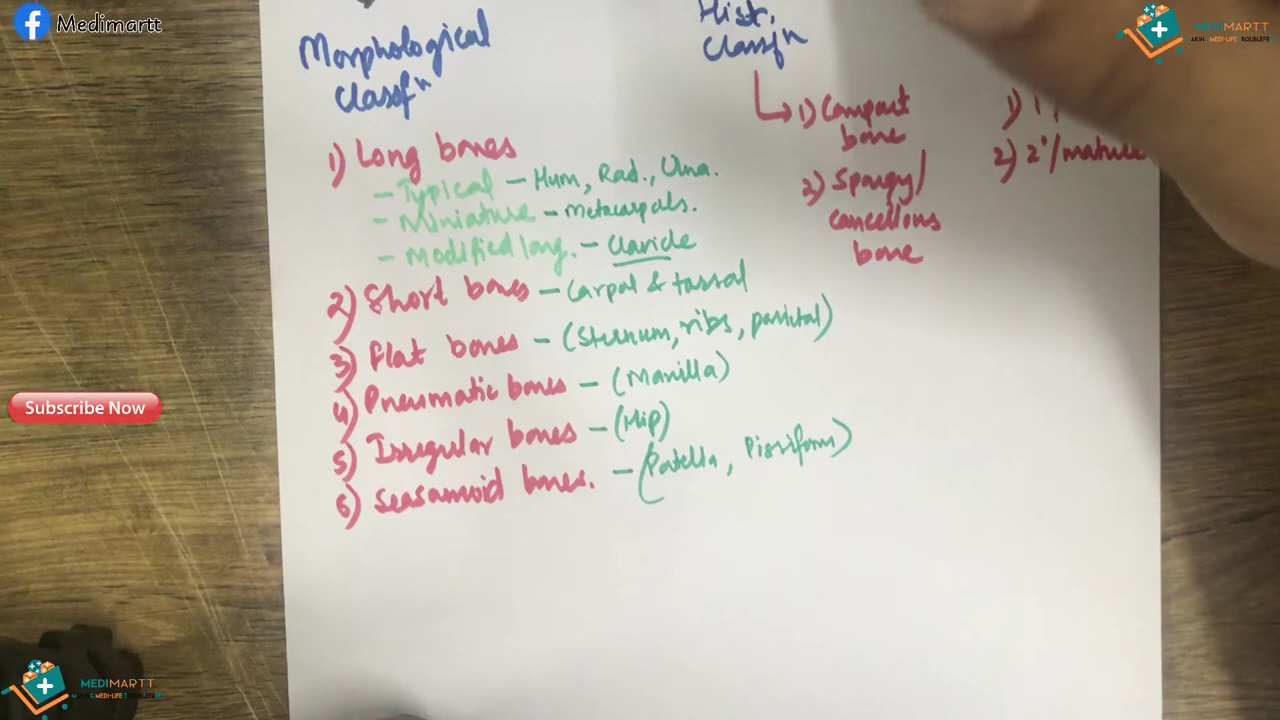 Medimartt
MEDIMARTT
Morphological
classfⁿ
1) Long bones
- Typical - Hum, Rad., Ulna.
- Miniature - Metacarpals.
- Modified long. - Clavicle
2) Short bones - Carpal & tarsal
3) Flat bones - (Sternum, ribs, parietal)
4) Pneumatic bones - (Maxilla)
5) Irregular bones - (Hip)
6) Seasamoid bones. - (Patella, Pisiform)
Hist.
Classfⁿ
1) Compact
bone
2) Spongy/
cancellous
bone
1)
2) 2°/mature
Subscribe Now
MEDIMARTT